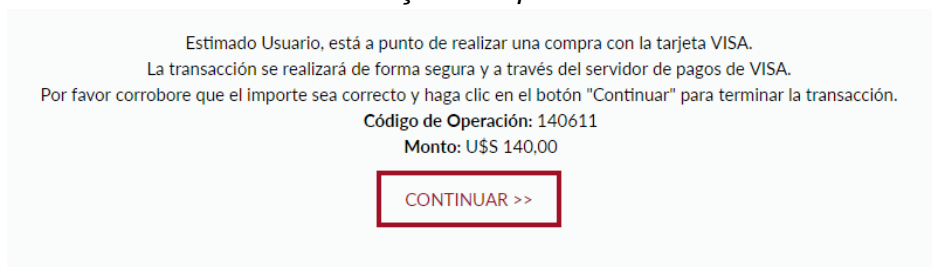 Estimado Usuario, está a punto de realizar una compra con la tarjeta VISA.
La transacción se realizará de forma segura y a través del servidor de pagos de VISA.
Por favor corrobore que el importe sea correcto y haga clic en el botón "Continuar" para terminar la transacción.
Código de Operación: 140611
Monto: U$S 140,00
CONTINUAR >>